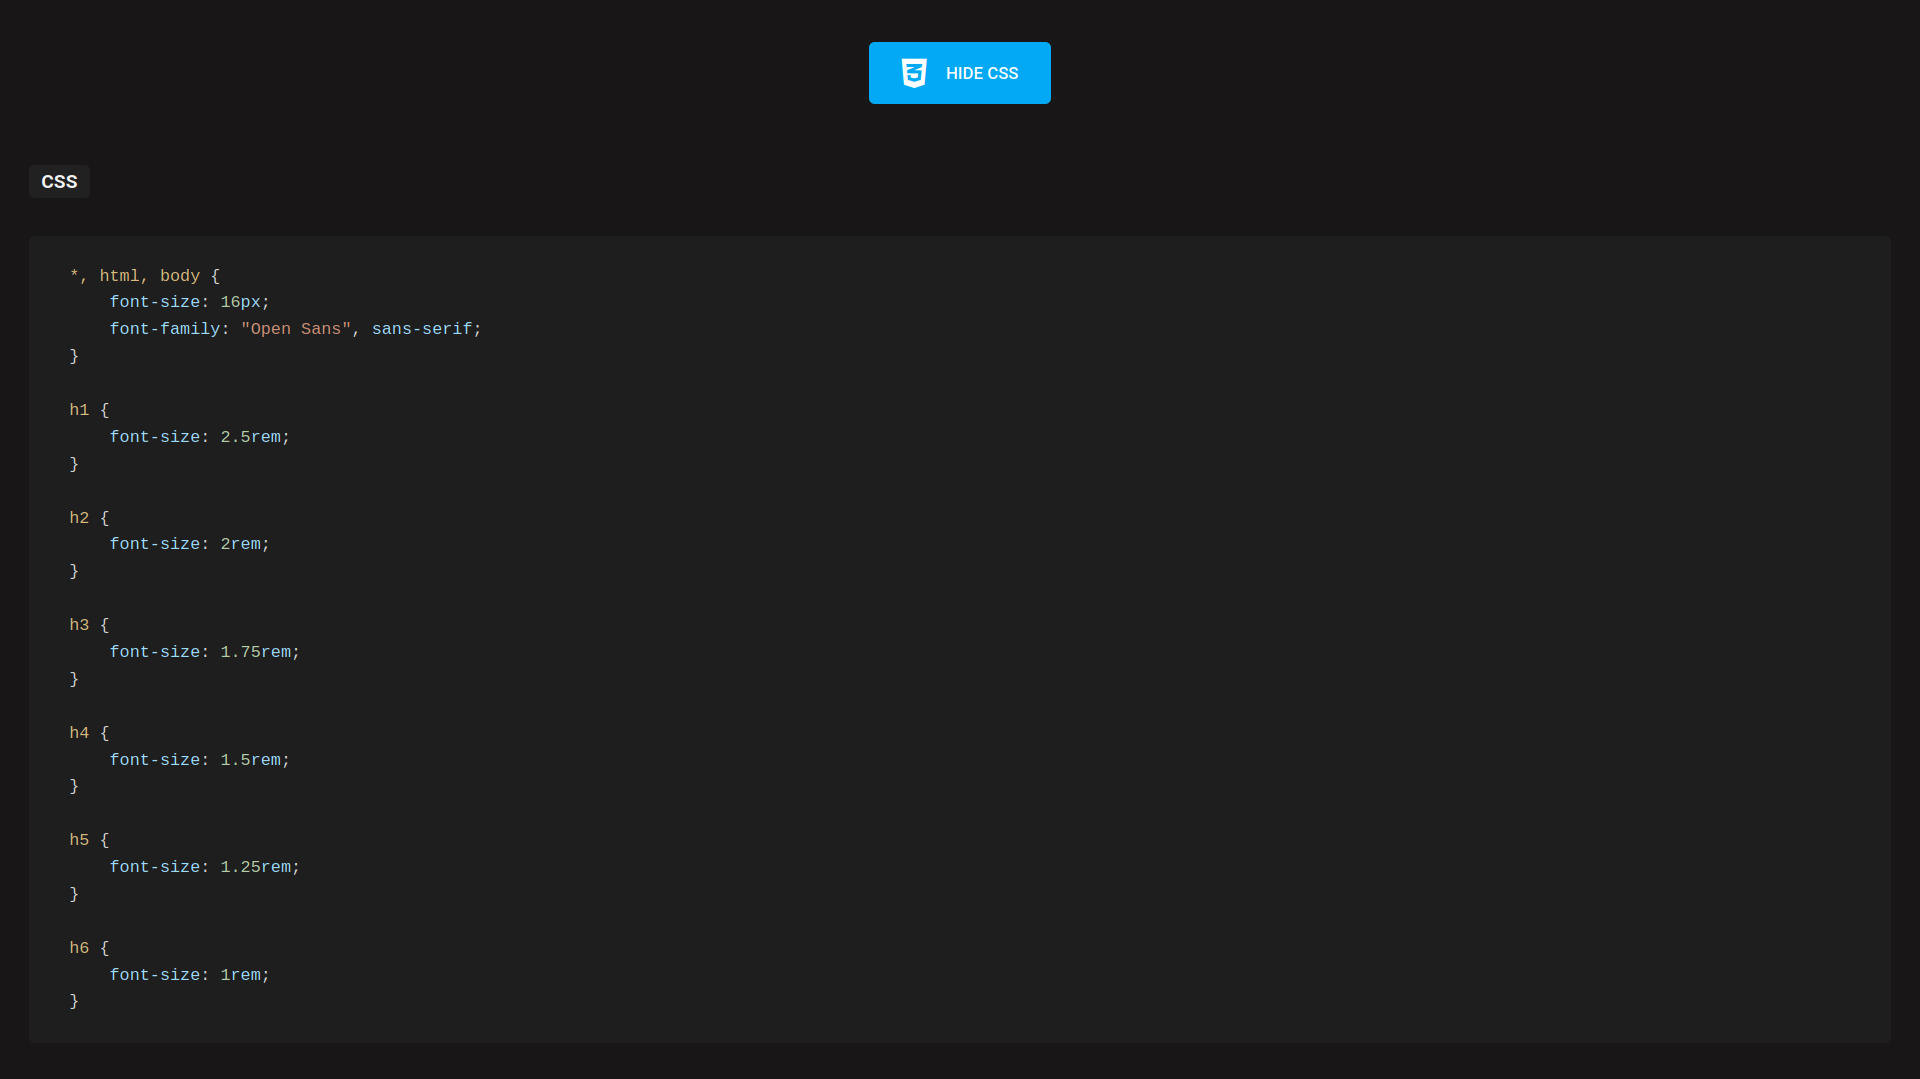 HIDE CSS
CSS
*, html, body {
    font-size: 16px;
    font-family: "Open Sans", sans-serif;
}

h1 {
    font-size: 2.5rem;
}

h2 {
    font-size: 2rem;
}

h3 {
    font-size: 1.75rem;
}

h4 {
    font-size: 1.5rem;
}

h5 {
    font-size: 1.25rem;
}

h6 {
    font-size: 1rem;
}